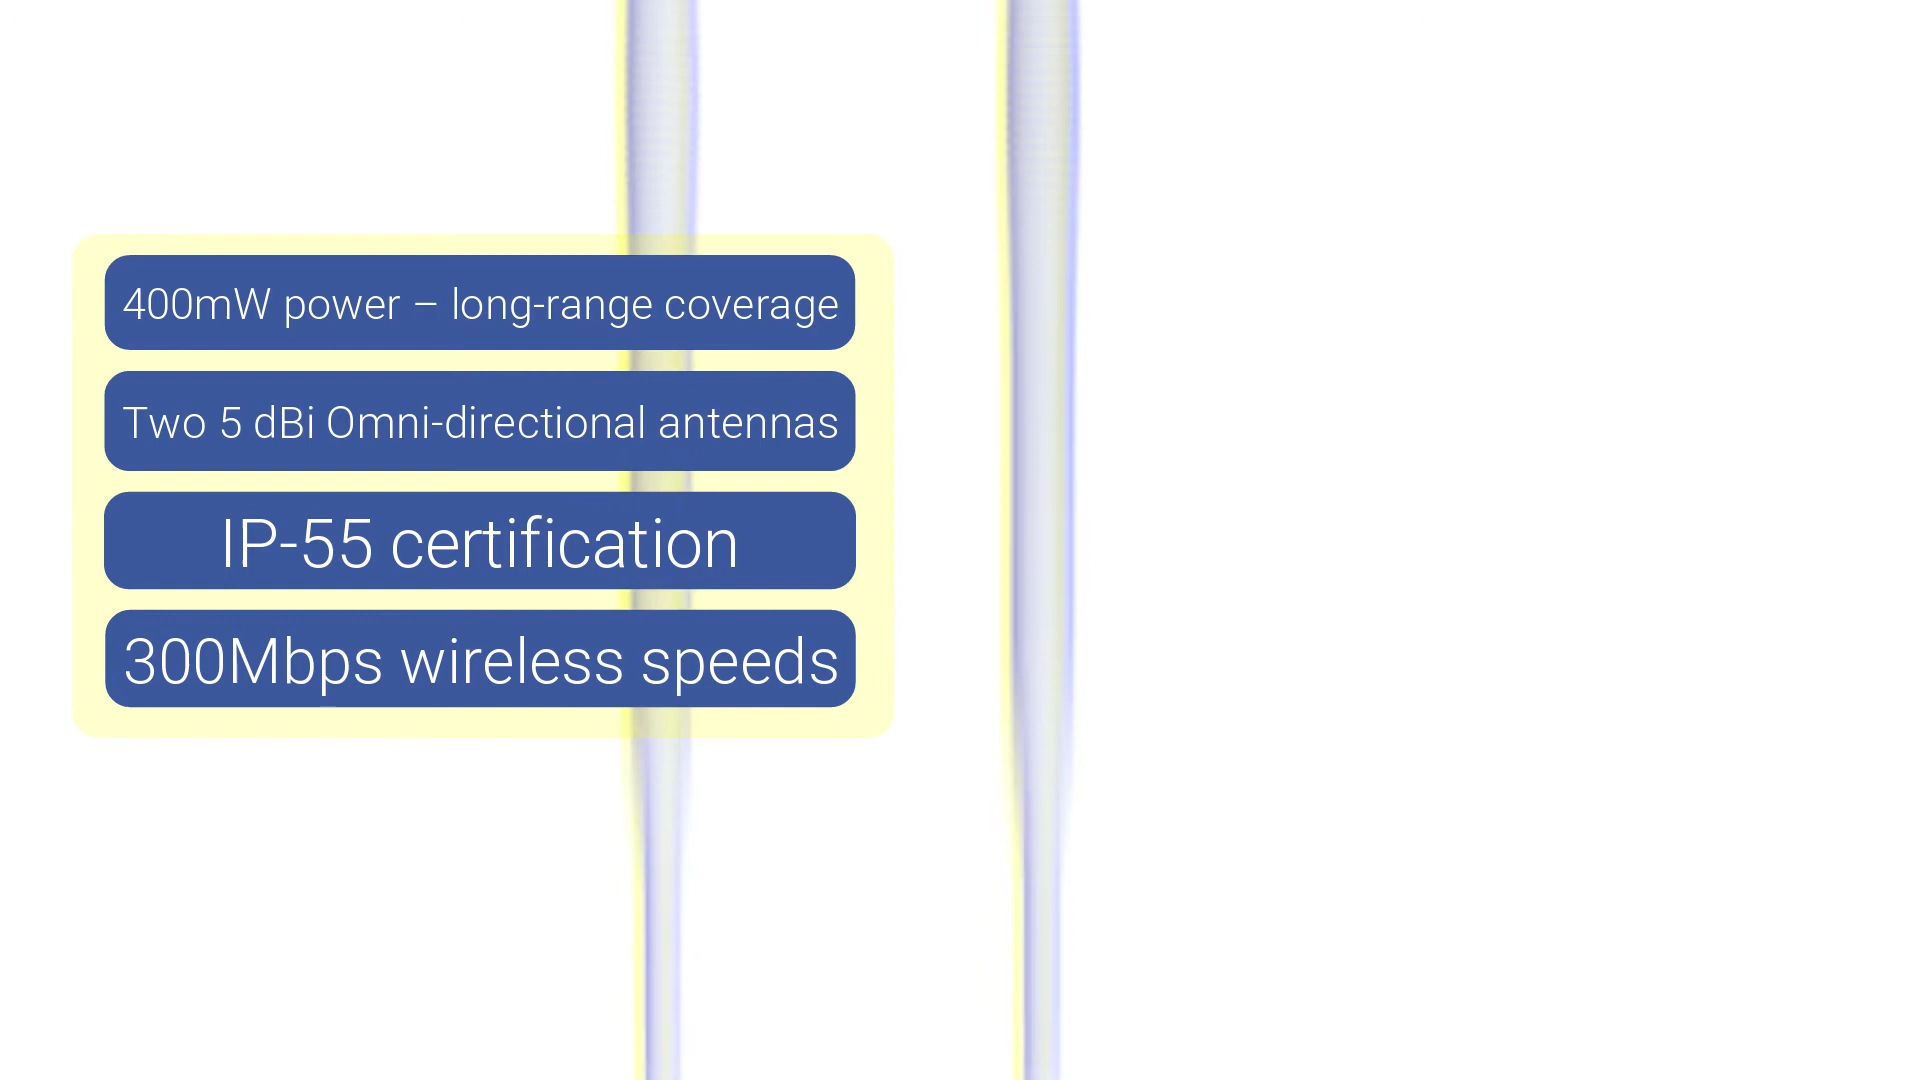 400mW power – long-range coverage
Two 5 dBi Omni-directional antennas
IP-55 certification
300Mbps wireless speeds